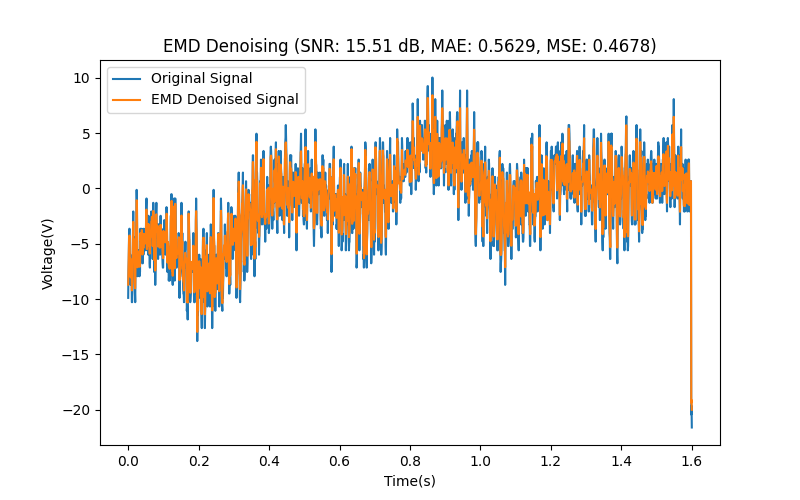 EMD Denoising (SNR: 15.51 dB, MAE: 0.5629, MSE: 0.4678)
Original Signal
EMD Denoised Signal
10
5
0
−5
−10
−15
−20
Voltage(V)
0.0 0.2 0.4 0.6 0.8 1.0 1.2 1.4 1.6
Time(s)